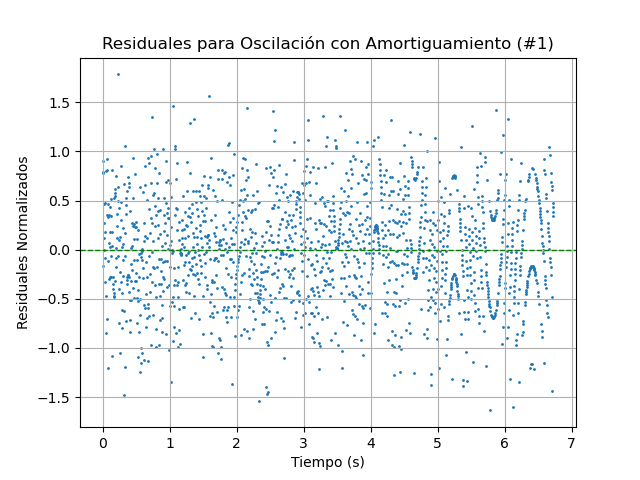 Residuales para Oscilación con Amortiguamiento (#1)
Residuales Normalizados
1.5
1.0
0.5
0.0
−0.5
−1.0
−1.5
0 1 2 3 4 5 6 7
Tiempo (s)